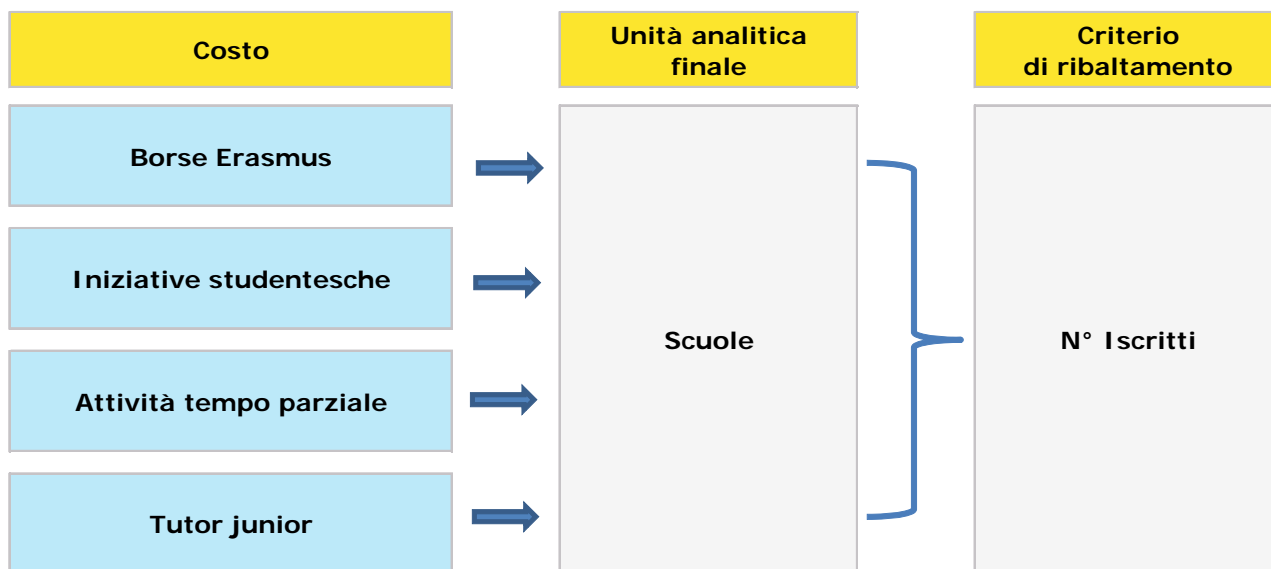 Costo
Unità analitica
finale
Criterio
di ribaltamento
Borse Erasmus
Iniziative studentesche
Attività tempo parziale
Tutor junior
Scuole
N° Iscritti